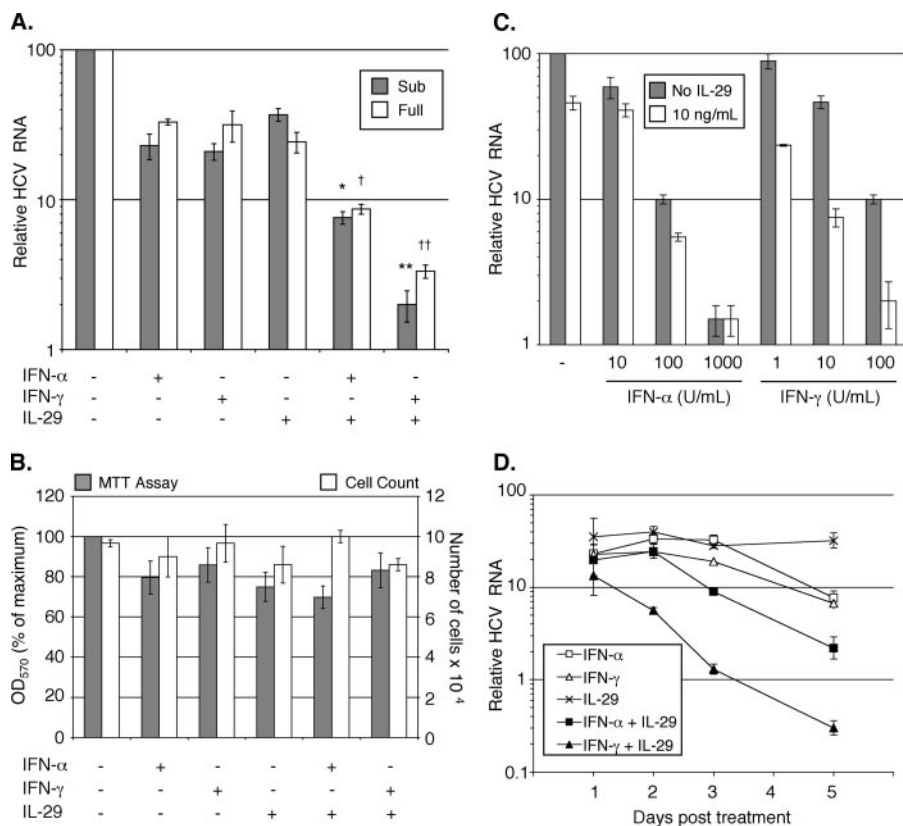 A.
100
10
1
Relative HCV RNA
Sub
Full
*
†
**
††
IFN-α - + - - + -
IFN-γ - - + - - +
IL-29 - - - + + +
C.
100
10
1
Relative HCV RNA
No IL-29
10 ng/mL
- 10 100 1000 1 10 100
IFN-α (U/mL) IFN-γ (U/mL)
B.
MTT Assay
Cell Count
120
100
80
60
40
20
0
OD570 (% of maximum)
12
10
8
6
4
2
0
Number of cells x 10 4
IFN-α - + - - + -
IFN-γ - - + - - +
IL-29 - - - + + +
D.
100
10
1
0.1
Relative HCV RNA
IFN-α
IFN-γ
IL-29
IFN-α + IL-29
IFN-γ + IL-29
1 2 3 5
Days post treatment